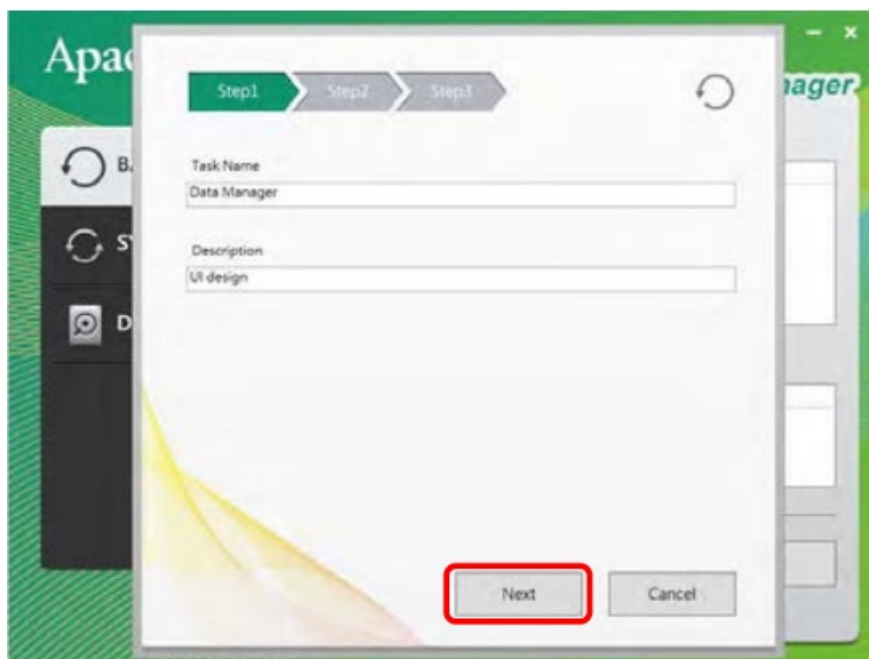 Apac
ager
Step1
Step2
Step3
Task Name
Data Manager
Description
UI design
Next
Cancel
B
S
D